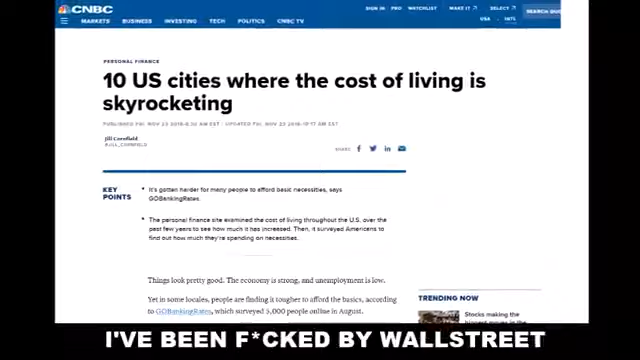 CNBC
SIGN IN PRO WATCHLIST MAKE IT SELECT
USA INTL
MARKETS BUSINESS INVESTING TECH POLITICS CNBC TV
PERSONAL FINANCE
10 US cities where the cost of living is
skyrocketing
Jill Cornfield
SHARE
KEY
POINTS
It's gotten harder for many people to afford basic necessities, says
GOBankingRates.
The personal finance site examined the cost of living throughout the U.S. over the
past few years to see how much it has increased. Then, it surveyed Americans to
find out how much they're spending on necessities.
Things look pretty good. The economy is strong, and unemployment is low.
Yet in some locales, people are finding it tougher to afford the basics, according
to GOBankingRates, which surveyed 5,000 people online in August.
TRENDING NOW
Stocks making the
I'VE BEEN F*CKED BY WALLSTREET